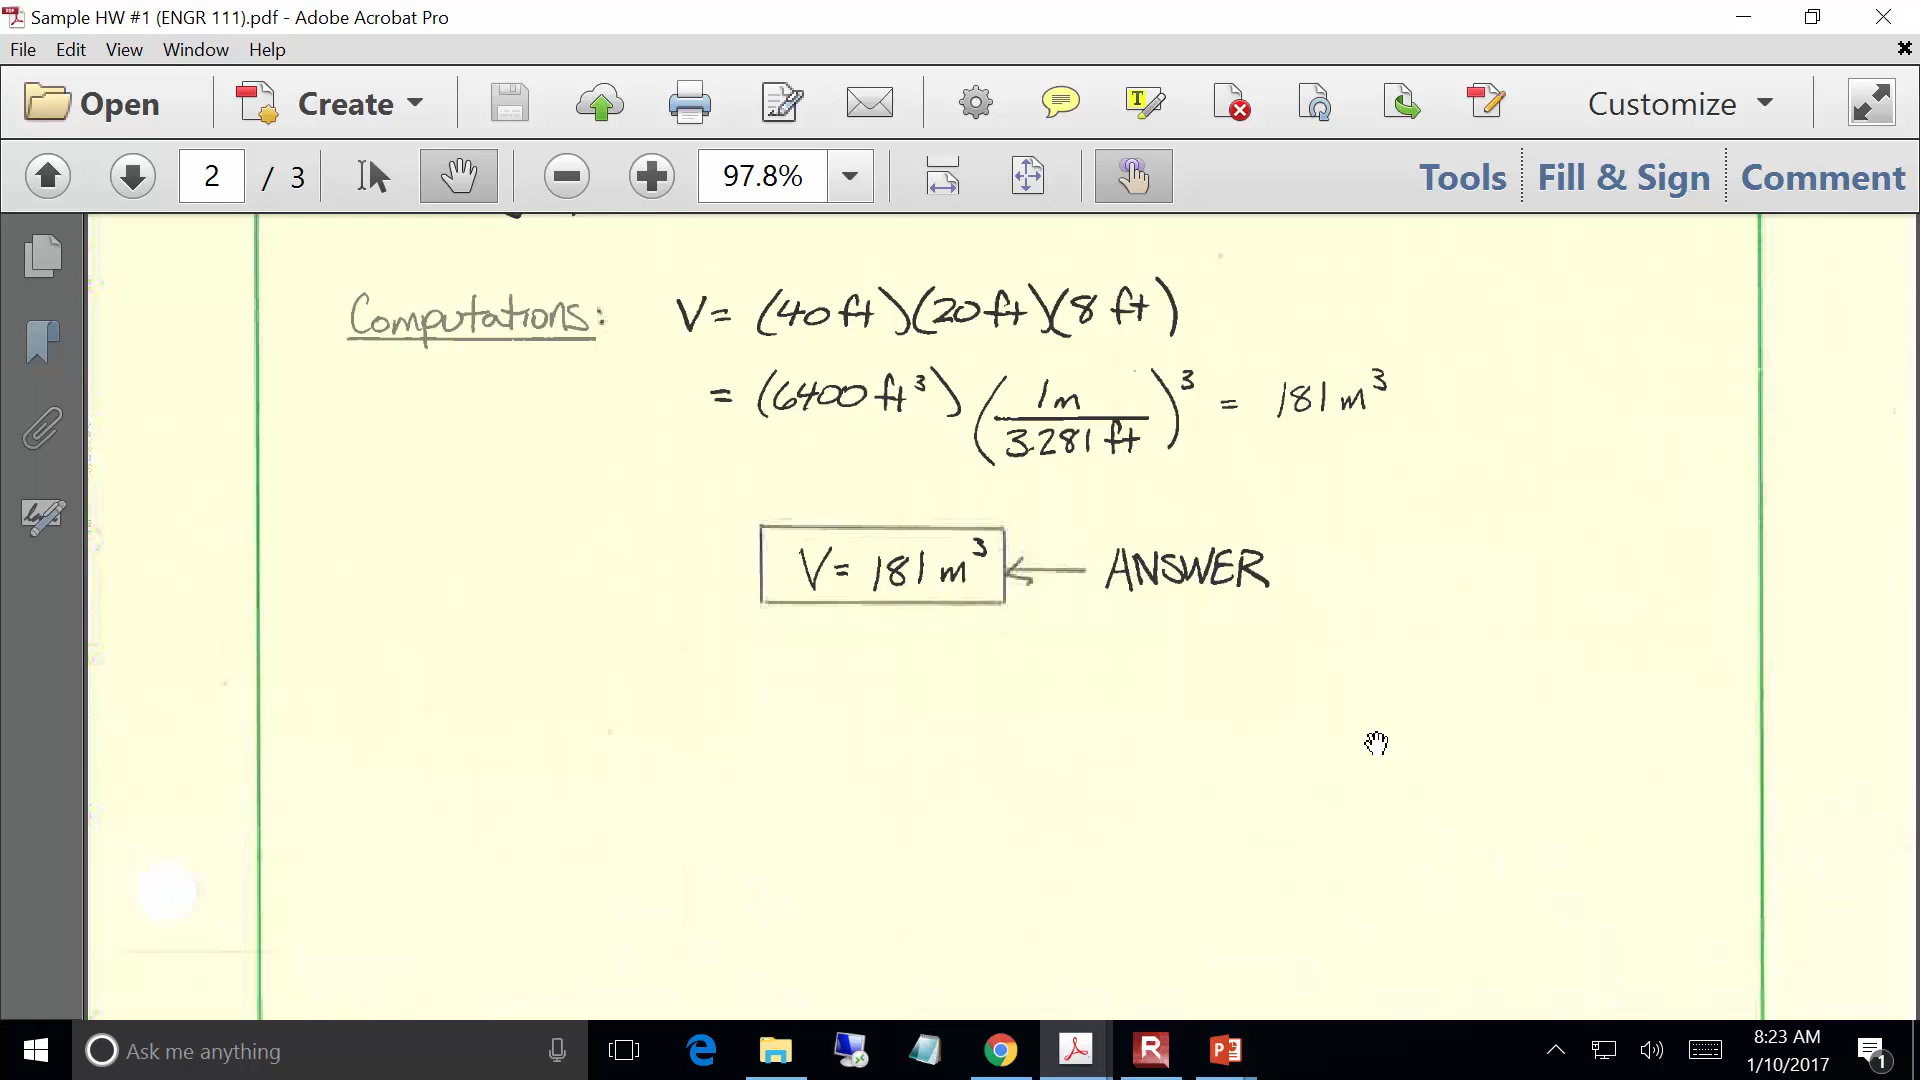 Sample HW #1 (ENGR 111).pdf - Adobe Acrobat Pro
File Edit View Window Help
Open Create Customize
2 / 3 97.8% Tools Fill & Sign Comment
Computations: V = (40 ft)(20 ft)(8 ft)
= (6400 ft³) (1m / 3.281 ft)³ = 181 m³
V = 181 m³ ← ANSWER
Ask me anything
8:23 AM
1/10/2017
1